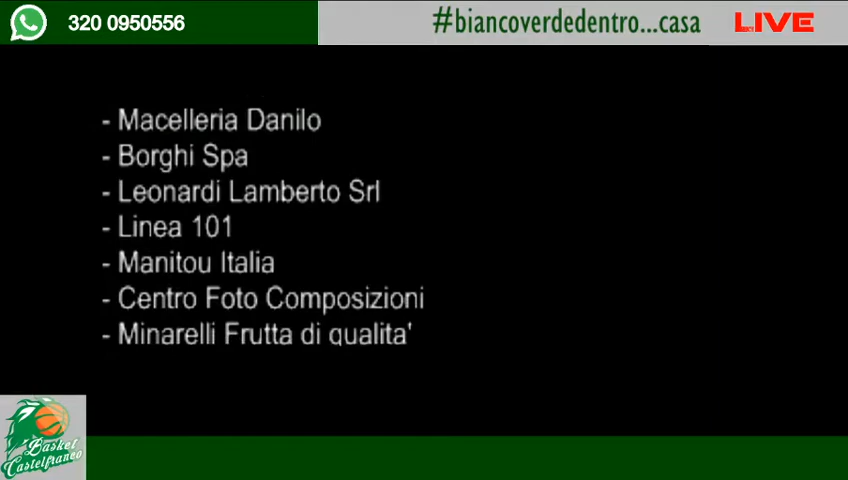 320 0950556
#biancoverdedentro...casa
LIVE
- Macelleria Danilo
- Borghi Spa
- Leonardi Lamberto Srl
- Linea 101
- Manitou Italia
- Centro Foto Composizioni
- Minarelli Frutta di qualita'
Basket
Castelfranco